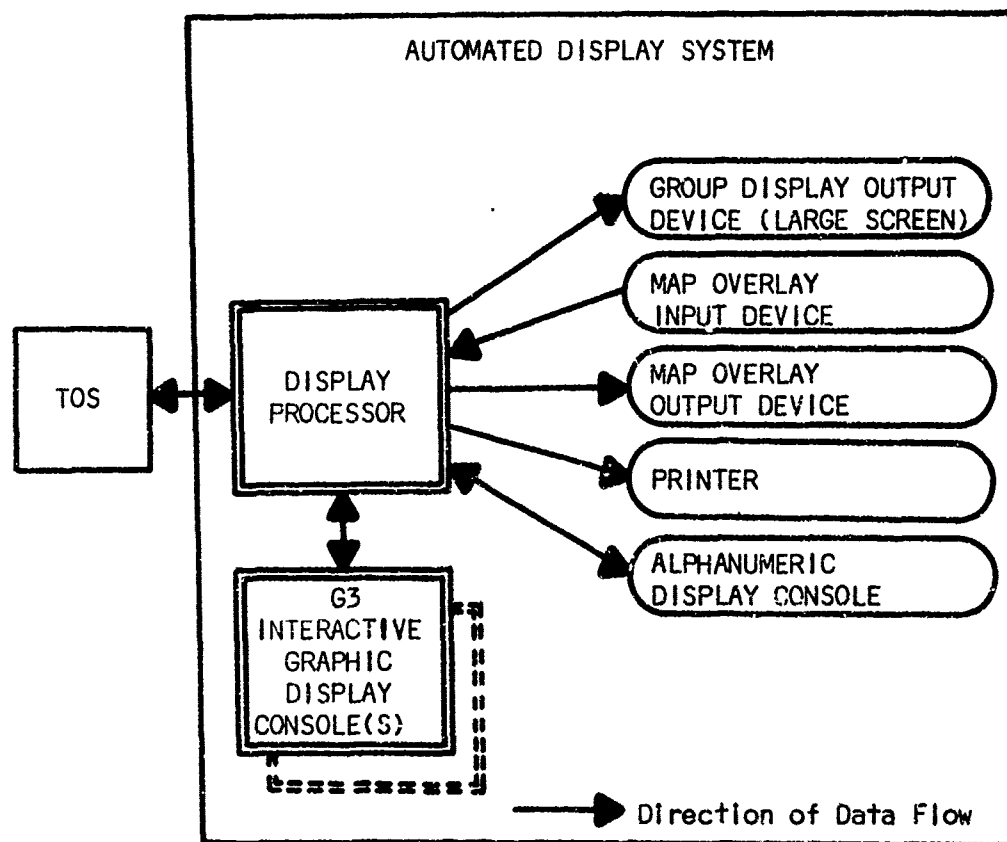 AUTOMATED DISPLAY SYSTEM
GROUP DISPLAY OUTPUT
DEVICE (LARGE SCREEN)
MAP OVERLAY
INPUT DEVICE
TOS
DISPLAY
PROCESSOR
MAP OVERLAY
OUTPUT DEVICE
PRINTER
ALPHANUMERIC
DISPLAY CONSOLE
G3
INTERACTIVE
GRAPHIC
DISPLAY
CONSOLE(S)
Direction of Data Flow